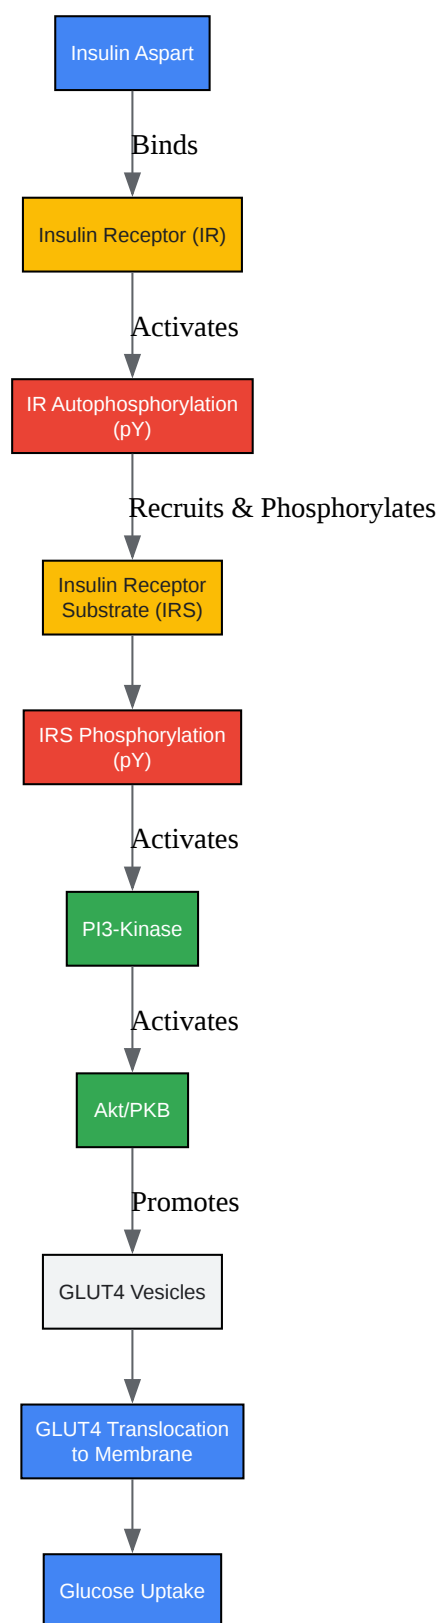 Insulin Aspart
Binds
Insulin Receptor (IR)
Activates
IR Autophosphorylation
(pY)
Recruits & Phosphorylates
Insulin Receptor
Substrate (IRS)
IRS Phosphorylation
(pY)
Activates
PI3-Kinase
Activates
Akt/PKB
Promotes
GLUT4 Vesicles
GLUT4 Translocation
to Membrane
Glucose Uptake